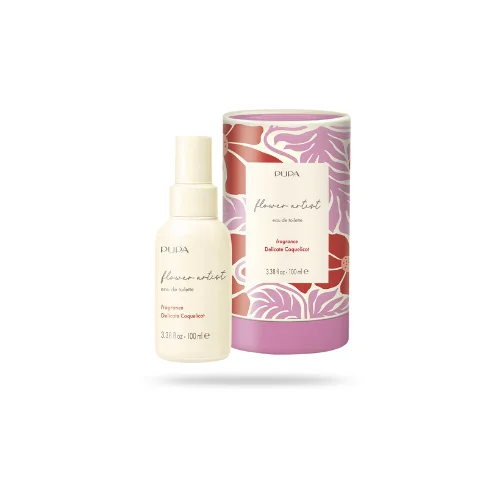 PUPA
flower artist
eau de toilette
fragrance
Delicate Coquelicot
3.38 fl oz • 100 ml ℮
PUPA
flower artist
eau de toilette
fragrance
Delicate Coquelicot
3.38 fl oz • 100 ml ℮